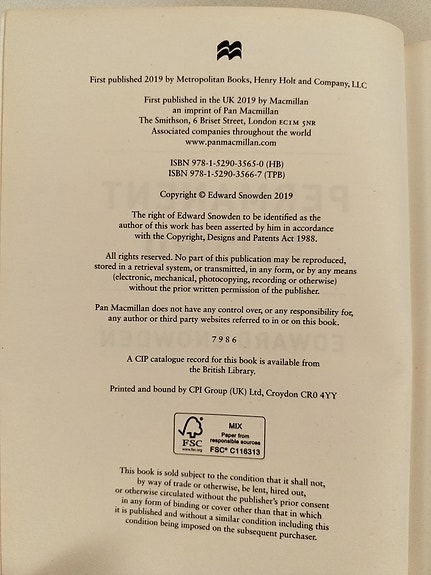 First published 2019 by Metropolitan Books, Henry Holt and Company, LLC
First published in the UK 2019 by Macmillan
an imprint of Pan Macmillan
The Smithson, 6 Briset Street, London EC1M 5NR
Associated companies throughout the world
www.panmacmillan.com
ISBN 978-1-5290-3565-0 (HB)
ISBN 978-1-5290-3566-7 (TPB)
Copyright © Edward Snowden 2019
The right of Edward Snowden to be identified as the
author of this work has been asserted by him in accordance
with the Copyright, Designs and Patents Act 1988.
All rights reserved. No part of this publication may be reproduced,
stored in a retrieval system, or transmitted, in any form, or by any means
(electronic, mechanical, photocopying, recording or otherwise)
without the prior written permission of the publisher.
Pan Macmillan does not have any control over, or any responsibility for,
any author or third party websites referred to in or on this book.
7 9 8 6
A CIP catalogue record for this book is available from
the British Library.
Printed and bound by CPI Group (UK) Ltd, Croydon CR0 4YY
FSC
www.fsc.org
MIX
Paper from
responsible sources
FSC® C116313
This book is sold subject to the condition that it shall not,
by way of trade or otherwise, be lent, hired out,
or otherwise circulated without the publisher's prior consent
in any form of binding or cover other than that in which
it is published and without a similar condition including this
condition being imposed on the subsequent purchaser.